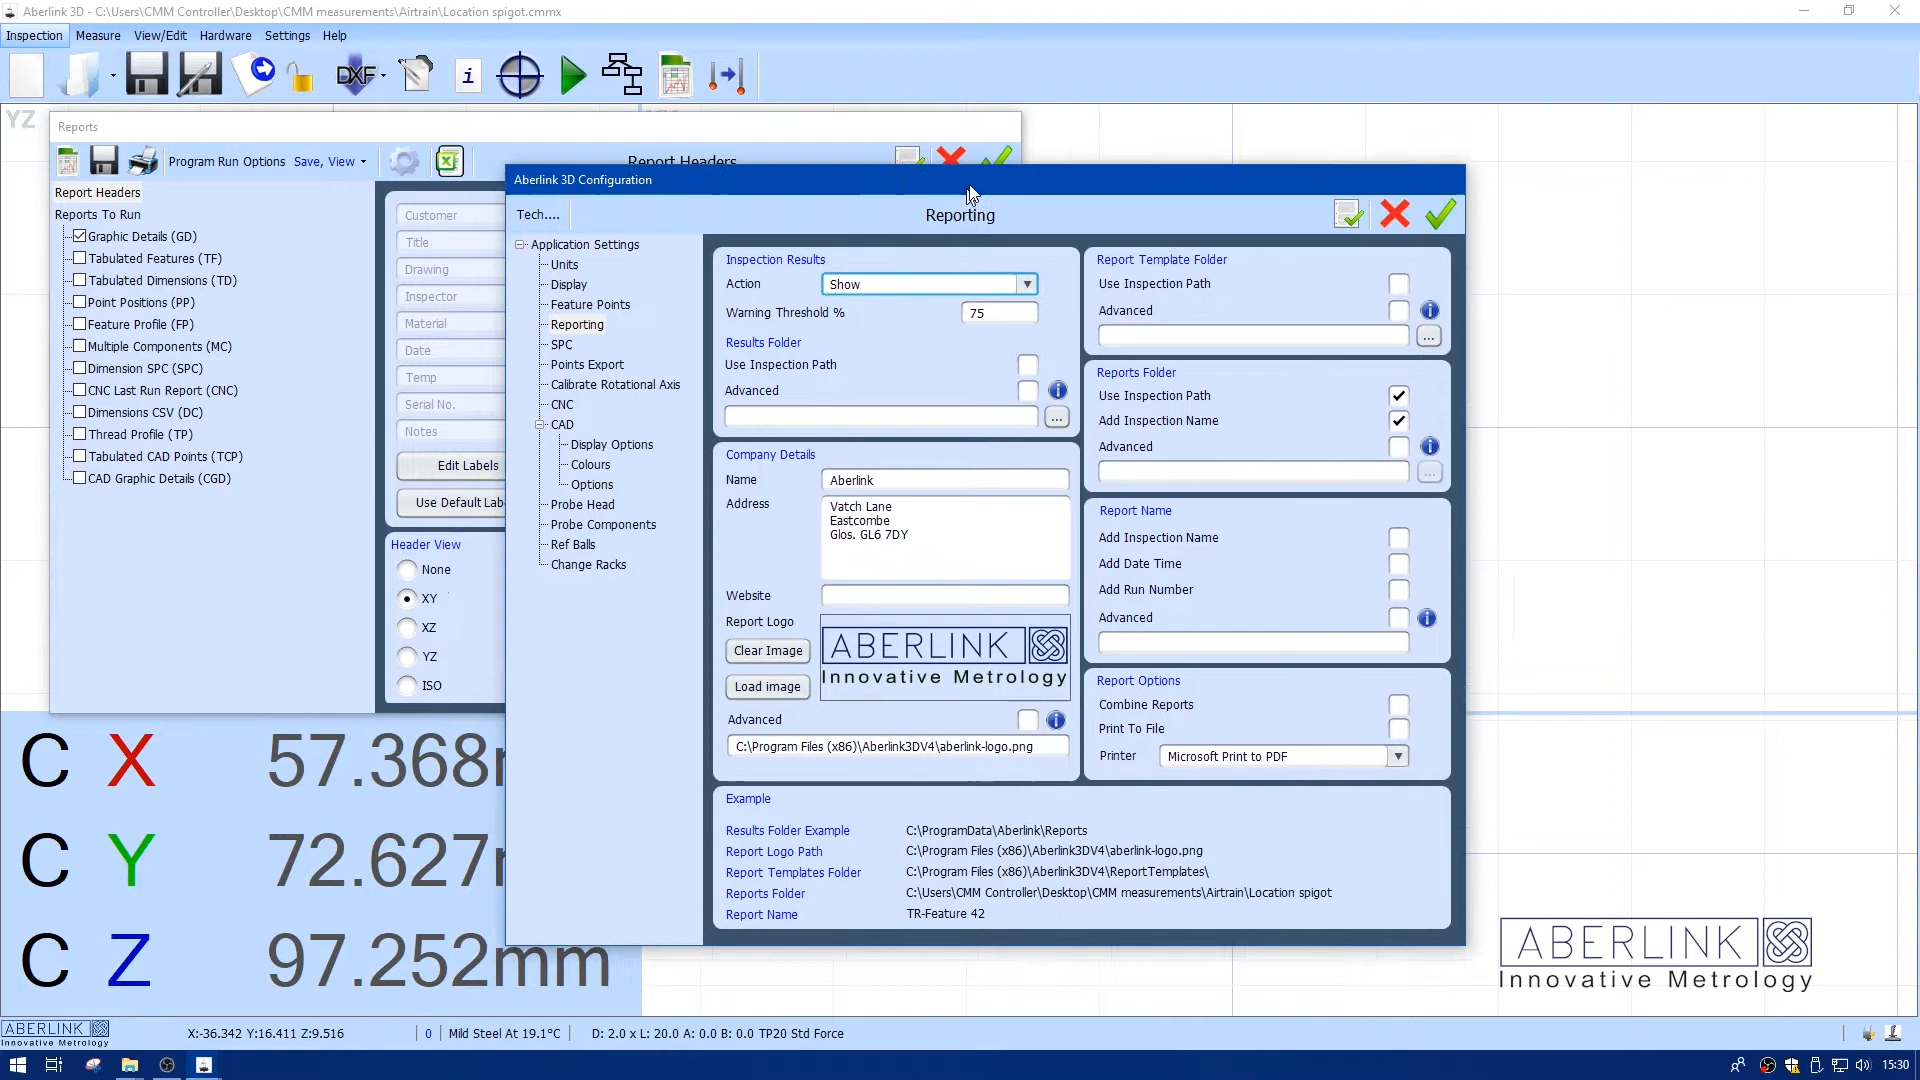 Aberlink 3D - C:\Users\CMM Controller\Desktop\CMM measurements\Airtrain\Location spigot.cmmx
Inspection Measure View/Edit Hardware Settings Help
DXF
i
YZ
Reports
Program Run Options Save, View
Report Headers
Report Headers
Reports To Run
Graphic Details (GD)
Tabulated Features (TF)
Tabulated Dimensions (TD)
Point Positions (PP)
Feature Profile (FP)
Multiple Components (MC)
Dimension SPC (SPC)
CNC Last Run Report (CNC)
Dimensions CSV (DC)
Thread Profile (TP)
Tabulated CAD Points (TCP)
CAD Graphic Details (CGD)
Customer
Title
Drawing
Inspector
Material
Date
Temp
Serial No.
Notes
Edit Labels
Use Default Lab
Header View
None
XY
XZ
YZ
ISO
Aberlink 3D Configuration
Tech....
Reporting
Application Settings
Units
Display
Feature Points
Reporting
SPC
Points Export
Calibrate Rotational Axis
CNC
CAD
Display Options
Colours
Options
Probe Head
Probe Components
Ref Balls
Change Racks
Inspection Results
Action Show
Warning Threshold % 75
Results Folder
Use Inspection Path
Advanced i
...
Company Details
Name Aberlink
Address Vatch Lane
Eastcombe
Glos. GL6 7DY
Website
Report Logo
Clear Image
Load image
ABERLINK
Innovative Metrology
Advanced i
C:\Program Files (x86)\Aberlink3DV4\aberlink-logo.png
Report Template Folder
Use Inspection Path
Advanced i
...
Reports Folder
Use Inspection Path
Add Inspection Name
Advanced i
...
Report Name
Add Inspection Name
Add Date Time
Add Run Number
Advanced i
Report Options
Combine Reports
Print To File
Printer Microsoft Print to PDF
Example
Results Folder Example C:\ProgramData\Aberlink\Reports
Report Logo Path C:\Program Files (x86)\Aberlink3DV4\aberlink-logo.png
Report Templates Folder C:\Program Files (x86)\Aberlink3DV4\ReportTemplates\
Reports Folder C:\Users\CMM Controller\Desktop\CMM measurements\Airtrain\Location spigot
Report Name TR-Feature 42
C X 57.368
C Y 72.627
C Z 97.252mm
ABERLINK
Innovative Metrology
ABERLINK
Innovative Metrology
X:-36.342 Y:16.411 Z:9.516 0 Mild Steel At 19.1°C D: 2.0 x L: 20.0 A: 0.0 B: 0.0 TP20 Std Force
15:30